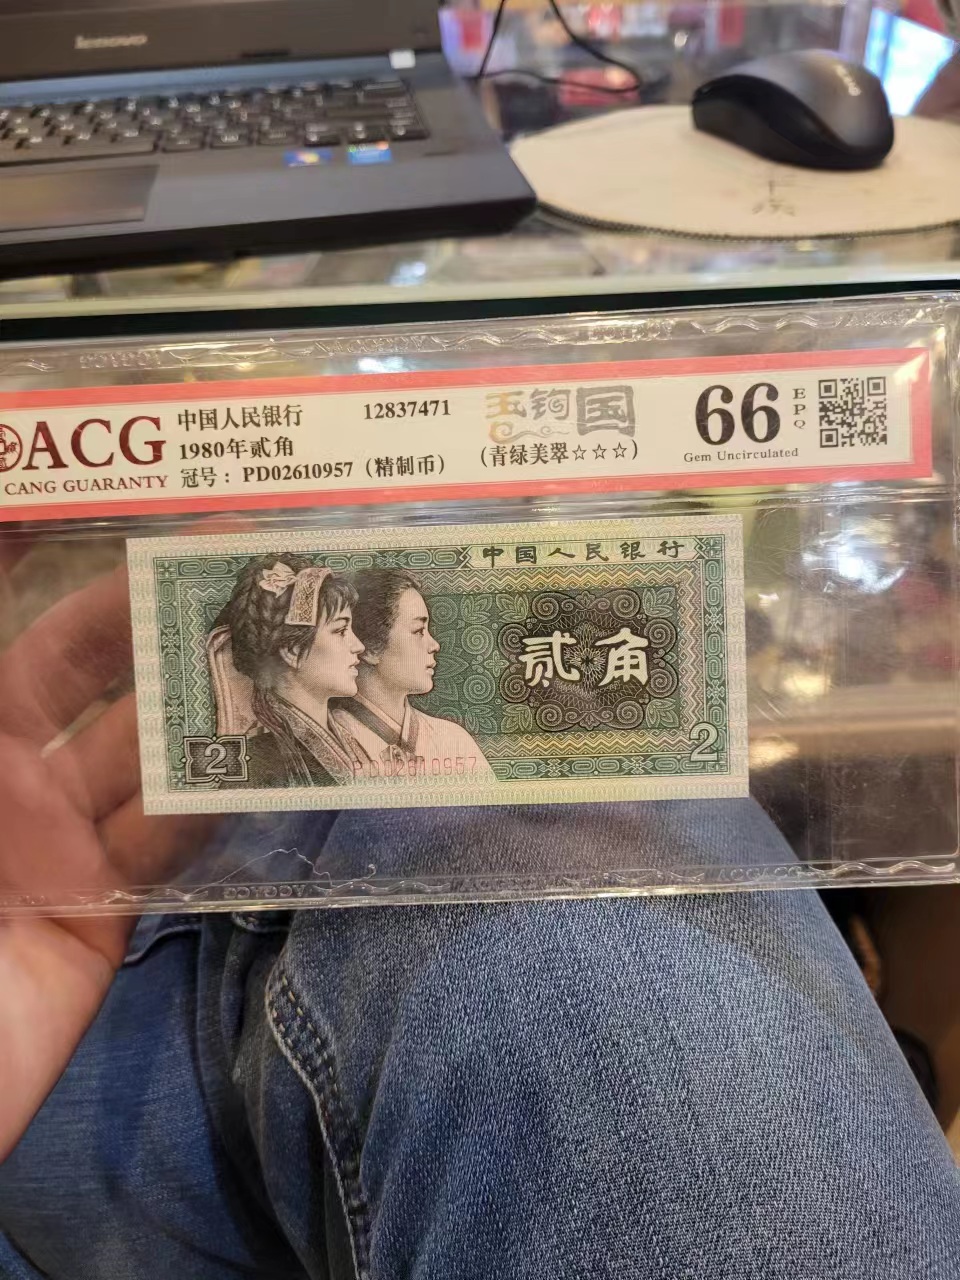 lenovo
ACG
CANG GUARANTY
中国人民银行
1980年贰角
冠号：PD02610957（精制币）
12837471
玉钩国
（青绿美翠☆☆☆）
66
EPQ
Gem Uncirculated
中国人民银行
贰角
2
2
PD02610957